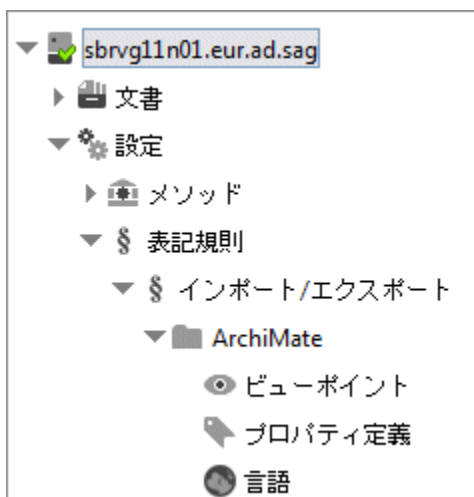 sbrvg11n01.eur.ad.sag
文書
設定
メソッド
§ 表記規則
§ インポート/エクスポート
ArchiMate
ビューポイント
プロパティ定義
言語